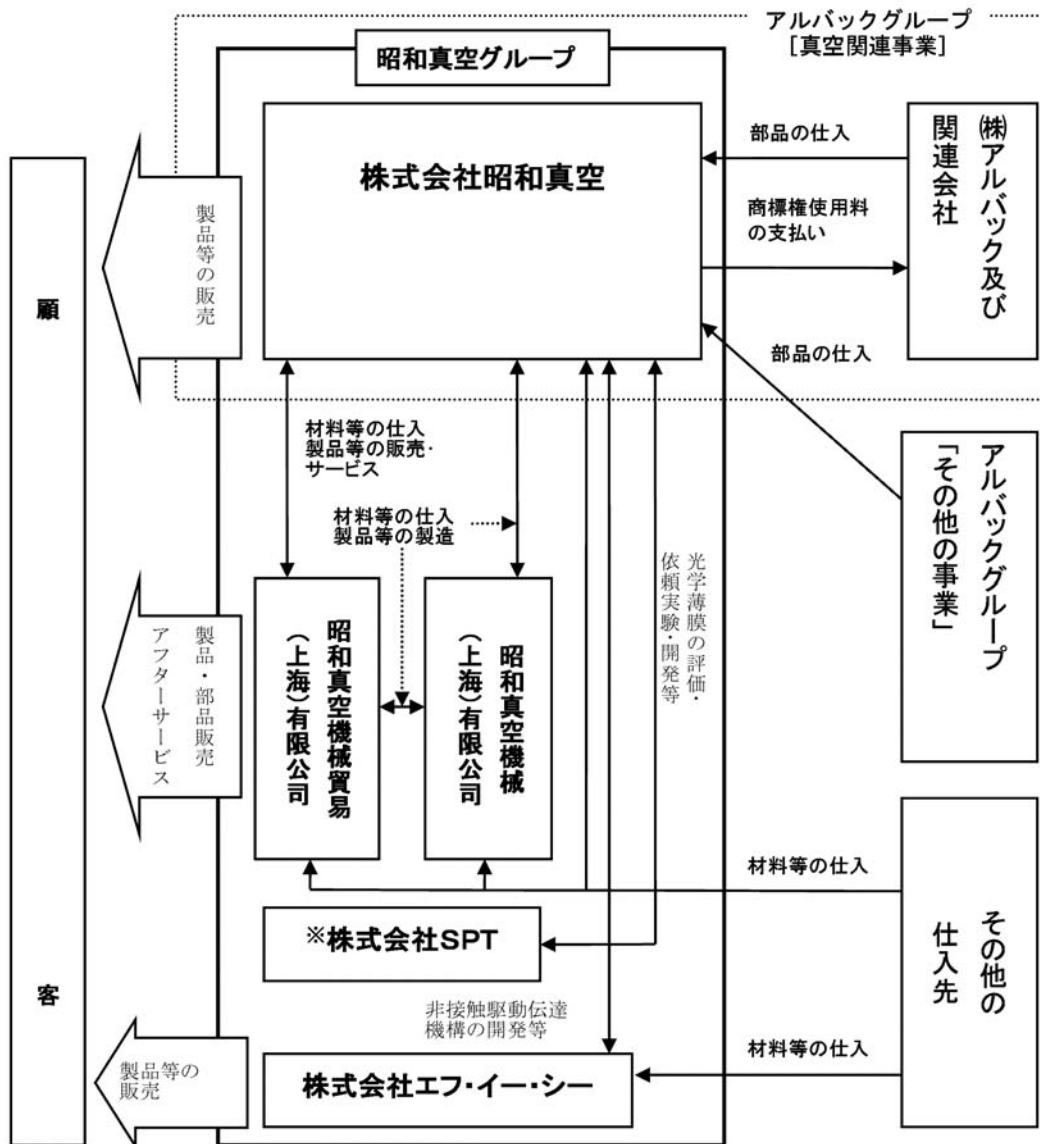 アルバックグループ
[真空関連事業]
昭和真空グループ
株式会社昭和真空
部品の仕入
商標権使用料
の支払い
㈱アルバック及び
関連会社
製品等の販売
顧客
部品の仕入
材料等の仕入
製品等の販売・
サービス
材料等の仕入
製品等の製造
アルバックグループ
「その他の事業」
光学薄膜の評価・
依頼実験・開発等
昭和真空機械貿易
(上海)有限公司
昭和真空機械
(上海)有限公司
製品・部品販売
アフターサービス
材料等の仕入
その他の
仕入先
※株式会社SPT
非接触駆動伝達
機構の開発等
材料等の仕入
株式会社エフ・イー・シー
製品等の
販売